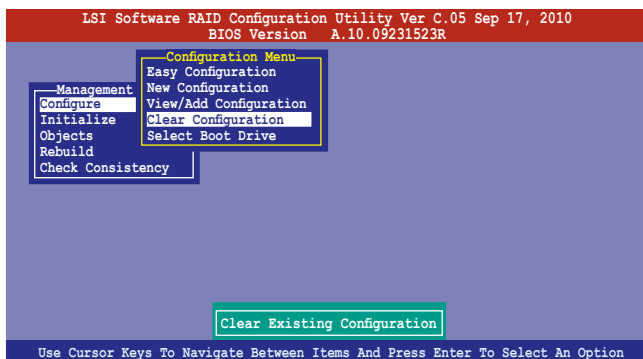 LSI Software RAID Configuration Utility Ver C.05 Sep 17, 2010
BIOS Version A.10.09231523R
Management
Configure
Initialize
Objects
Rebuild
Check Consistency
Configuration Menu
Easy Configuration
New Configuration
View/Add Configuration
Clear Configuration
Select Boot Drive
Clear Existing Configuration
Use Cursor Keys To Navigate Between Items And Press Enter To Select An Option